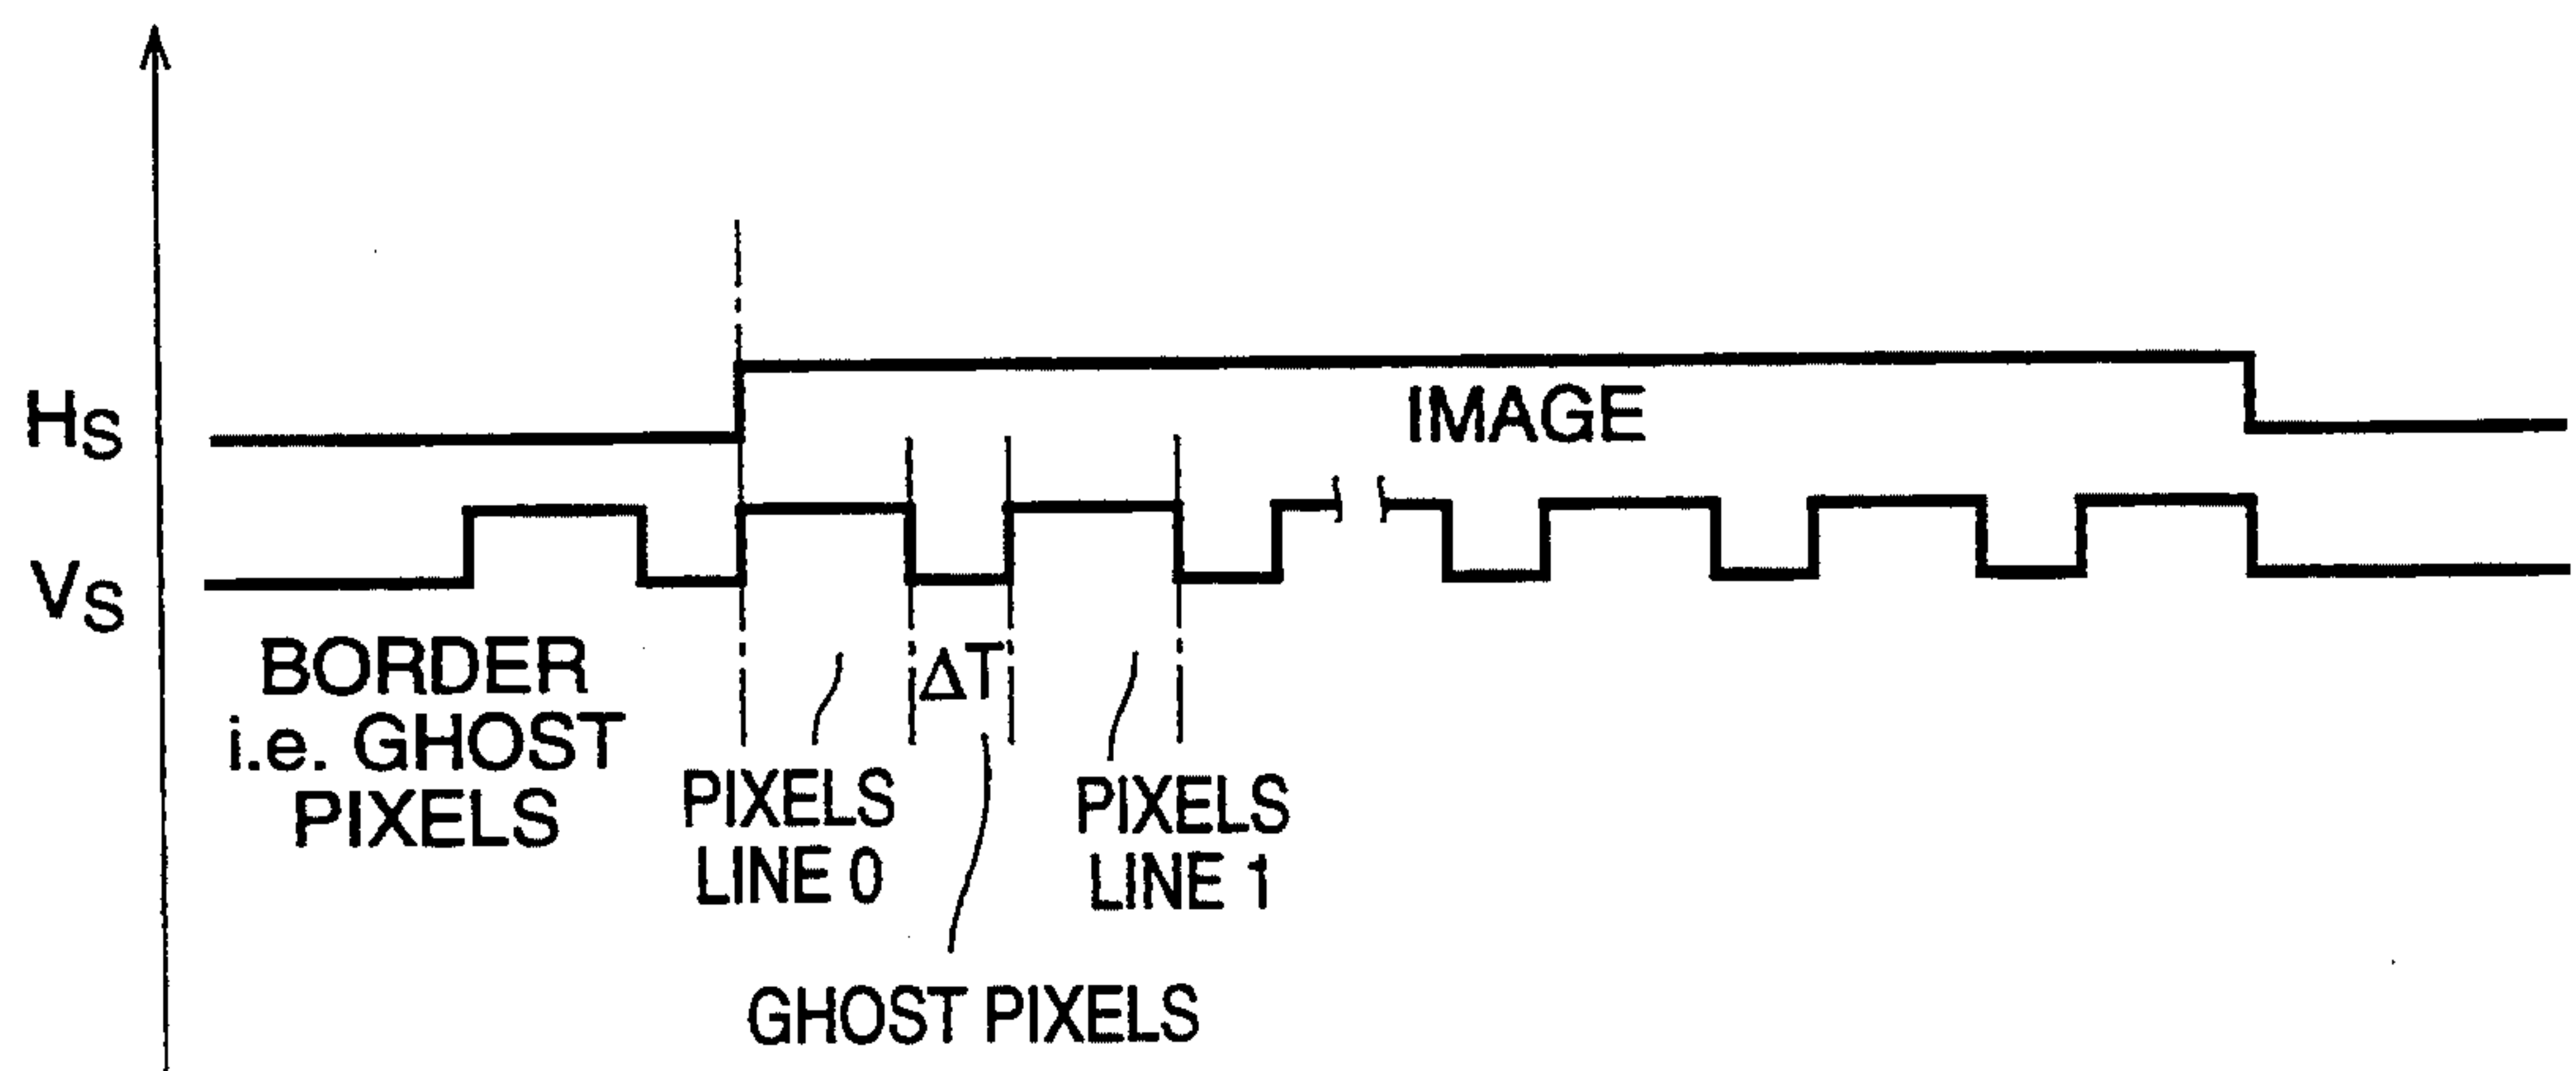 HS
IMAGE
VS
BORDER
i.e. GHOST
PIXELS
ΔT
PIXELS
LINE 0
PIXELS
LINE 1
GHOST PIXELS